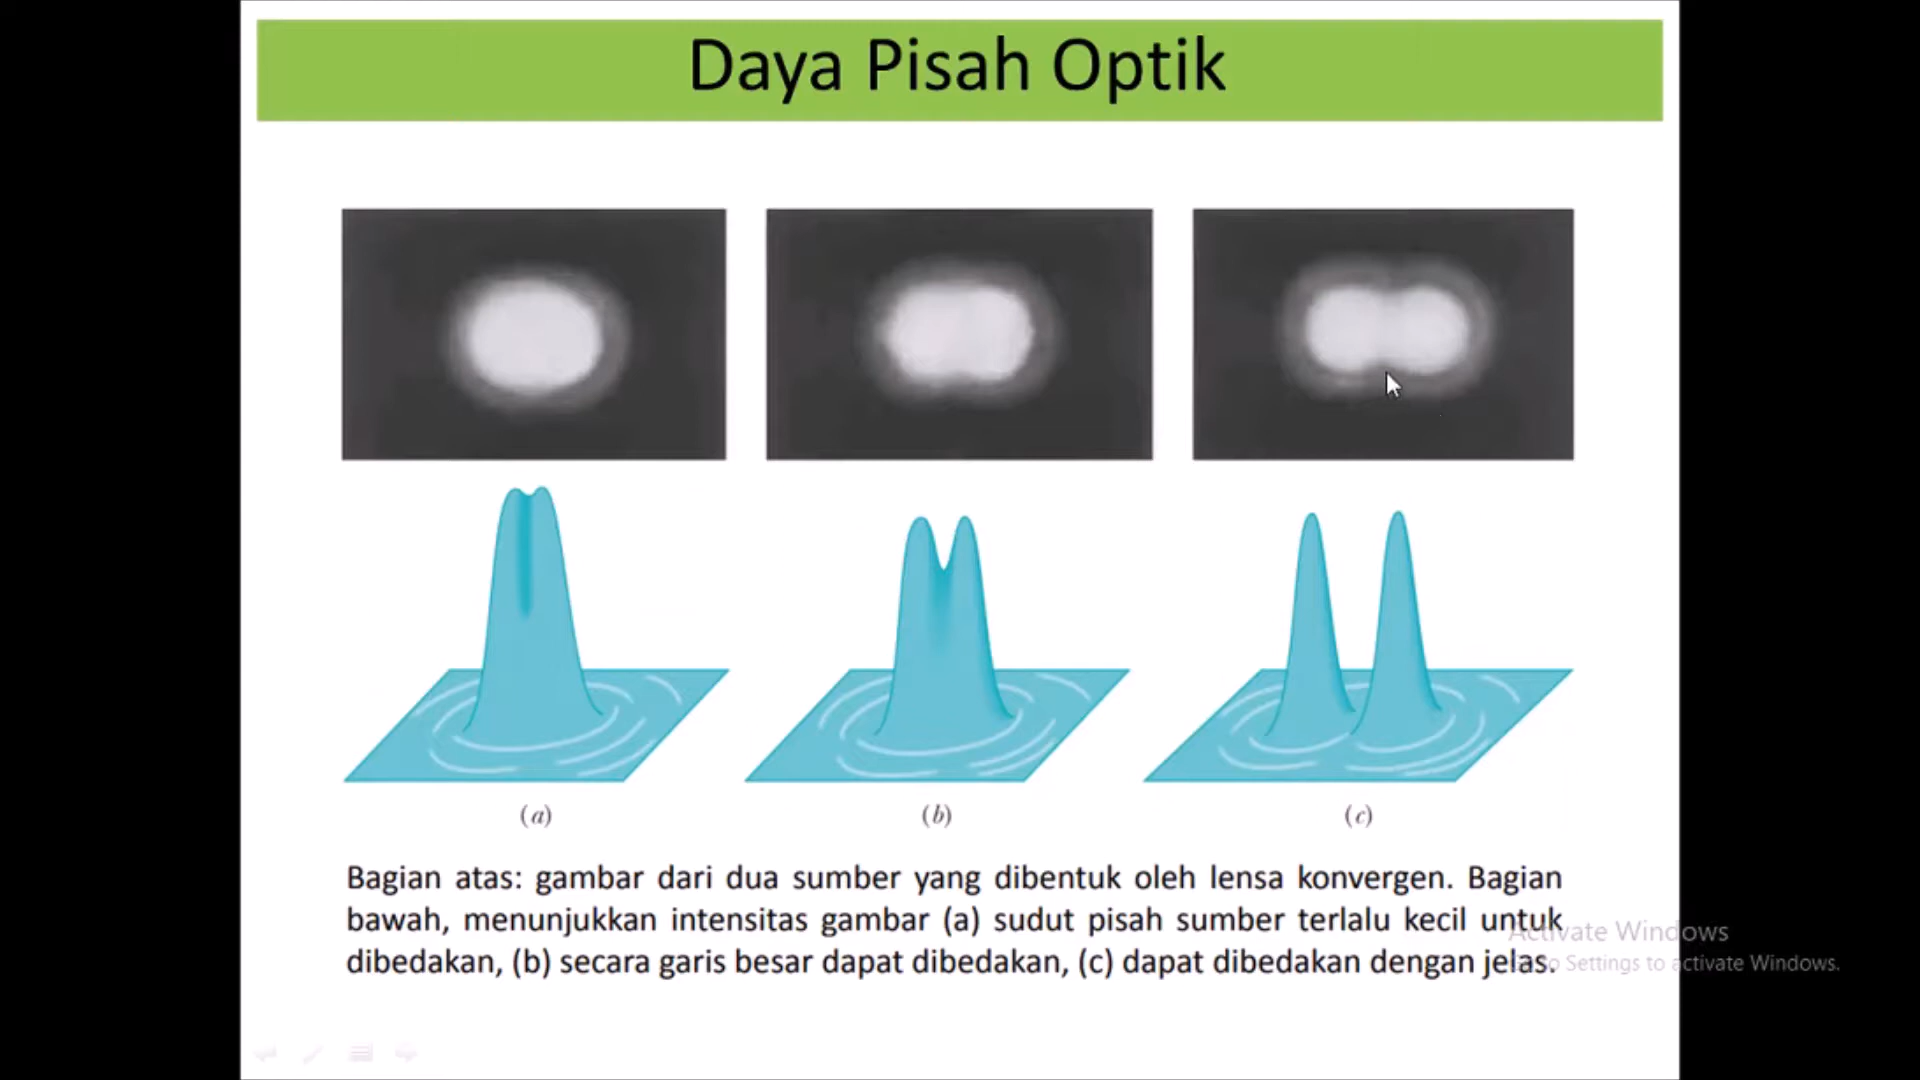 Daya Pisah Optik
(a)
(b)
(c)
Bagian atas: gambar dari dua sumber yang dibentuk oleh lensa konvergen. Bagian
bawah, menunjukkan intensitas gambar (a) sudut pisah sumber terlalu kecil untuk
dibedakan, (b) secara garis besar dapat dibedakan, (c) dapat dibedakan dengan jelas.
Activate Windows
to Settings to activate Windows.